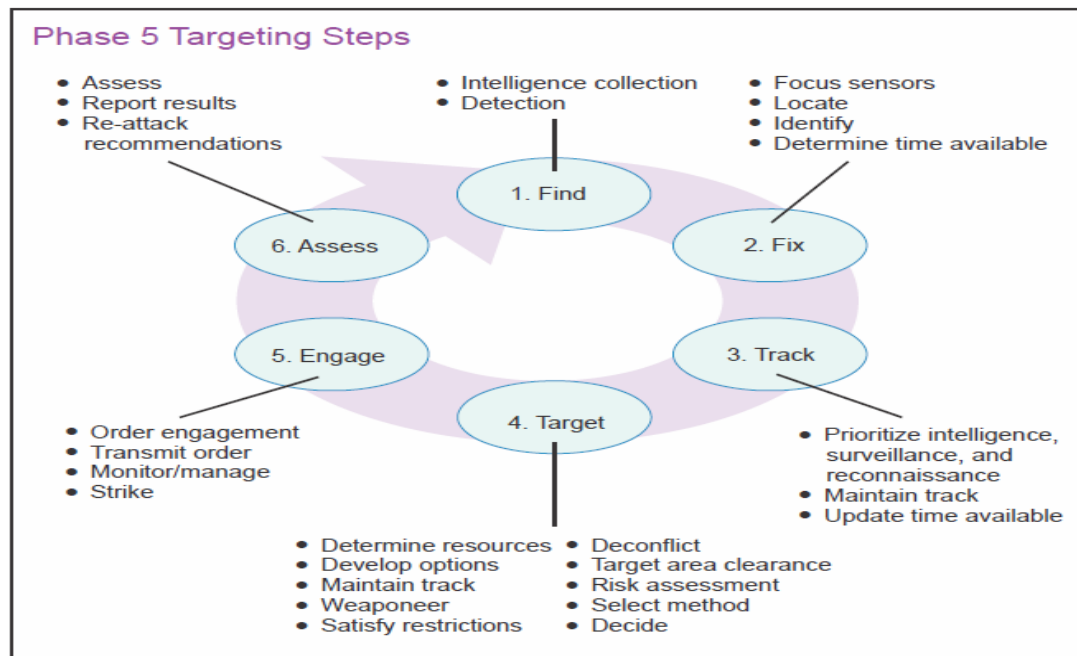 Phase 5 Targeting Steps
• Assess
• Report results
• Re-attack
recommendations
• Intelligence collection
• Detection
• Focus sensors
• Locate
• Identify
• Determine time available
1. Find
2. Fix
3. Track
4. Target
5. Engage
6. Assess
• Prioritize intelligence,
surveillance, and
reconnaissance
• Maintain track
• Update time available
• Determine resources
• Develop options
• Maintain track
• Weaponeer
• Satisfy restrictions
• Deconflict
• Target area clearance
• Risk assessment
• Select method
• Decide
• Order engagement
• Transmit order
• Monitor/manage
• Strike